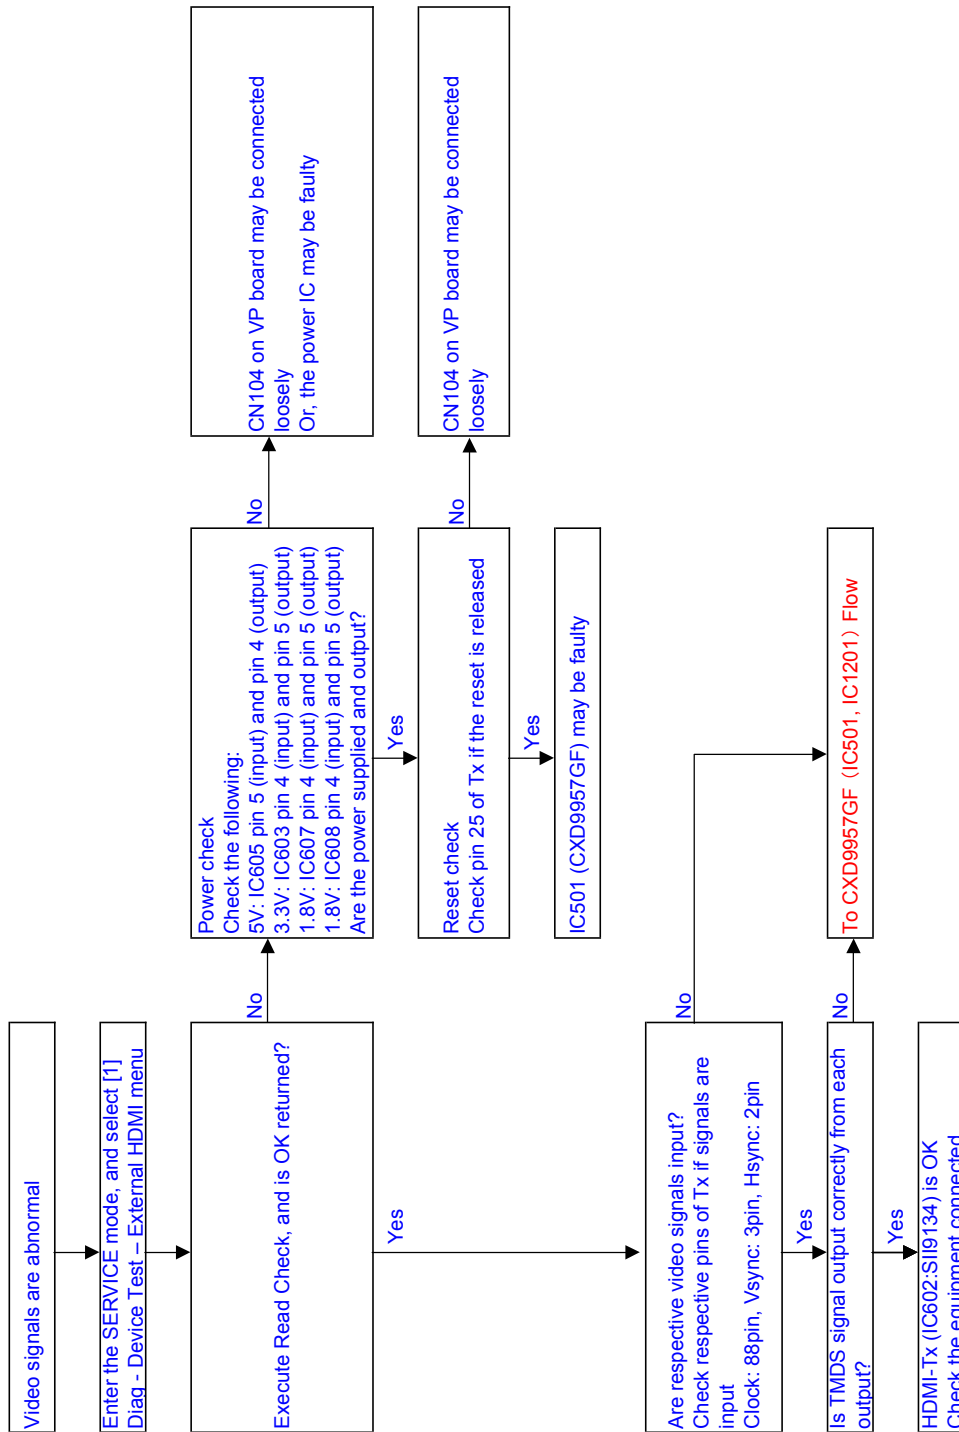 Video signals are abnormal
Enter the SERVICE mode, and select [1]
Diag - Device Test – External HDMI menu
Execute Read Check, and is OK returned?
No
Power check
Check the following:
5V: IC605 pin 5 (input) and pin 4 (output)
3.3V: IC603 pin 4 (input) and pin 5 (output)
1.8V: IC607 pin 4 (input) and pin 5 (output)
1.8V: IC608 pin 4 (input) and pin 5 (output)
Are the power supplied and output?
No
CN104 on VP board may be connected
loosely
Or, the power IC may be faulty
Yes
Reset check
Check pin 25 of Tx if the reset is released
No
CN104 on VP board may be connected
loosely
Yes
IC501 (CXD9957GF) may be faulty
Yes
Are respective video signals input?
Check respective pins of Tx if signals are
input
Clock: 88pin, Vsync: 3pin, Hsync: 2pin
No
Yes
Is TMDS signal output correctly from each
output?
No
To CXD9957GF（IC501, IC1201）Flow
Yes
HDMI-Tx (IC602:SII9134) is OK
Check the equipment connected